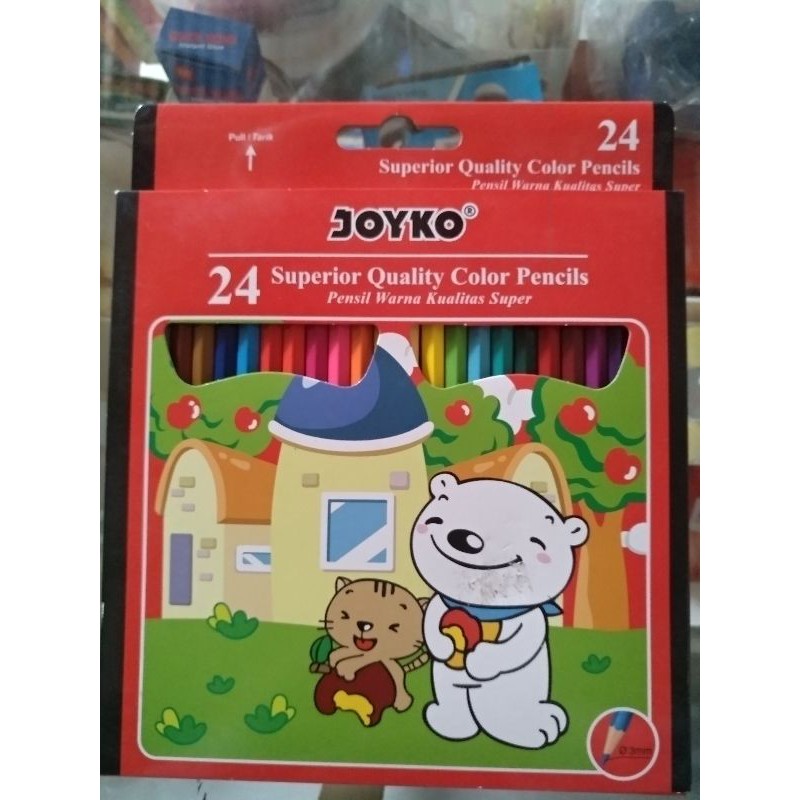 Pull / Tarik
24
Superior Quality Color Pencils
Pensil Warna Kualitas Super
JOYKO®
24 Superior Quality Color Pencils
Pensil Warna Kualitas Super
Ø 3mm